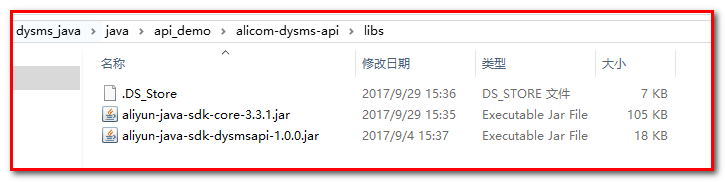 dysms_java > java > api_demo > alicom-dysms-api > libs
名称 修改日期 类型 大小
.DS_Store 2017/9/29 15:36 DS_STORE 文件 7 KB
aliyun-java-sdk-core-3.3.1.jar 2017/9/29 15:35 Executable Jar File 105 KB
aliyun-java-sdk-dysmsapi-1.0.0.jar 2017/9/4 15:37 Executable Jar File 18 KB